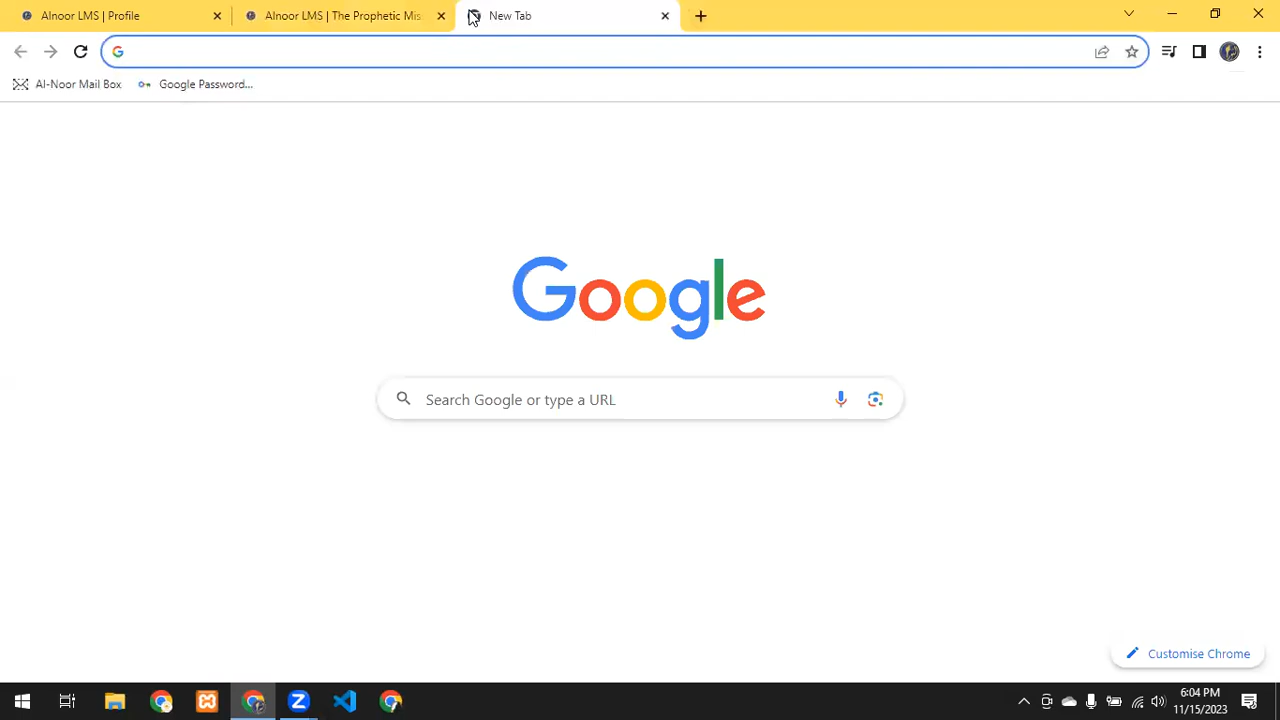 Alnoor LMS | Profile
Alnoor LMS | The Prophetic Mis
New Tab
Al-Noor Mail Box
Google Password...
Google
Search Google or type a URL
Customise Chrome
6:04 PM
11/15/2023